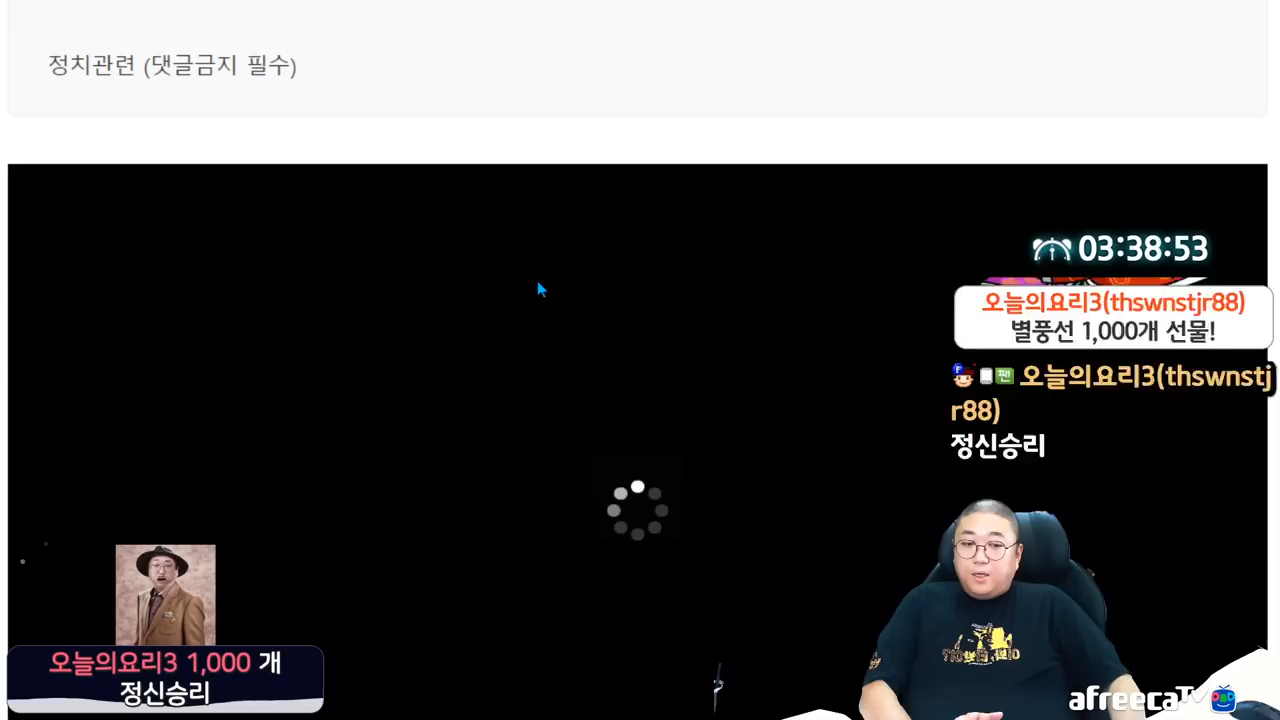 정치관련 (댓글금지 필수)
03:38:53
오늘의요리3(thswnstjr88)
별풍선 1,000개 선물!
팬 오늘의요리3(thswnstj
r88)
정신승리
오늘의요리3 1,000 개
정신승리
afreecaTV